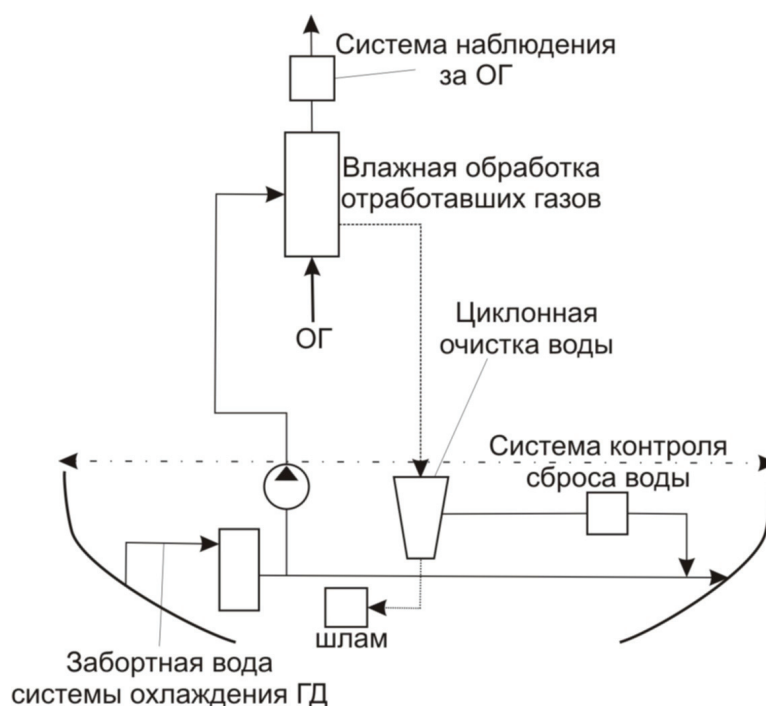 Система наблюдения
за ОГ
Влажная обработка
отработавших газов
ОГ
Циклонная
очистка воды
Система контроля
сброса воды
шлам
Забортная вода
системы охлаждения ГД